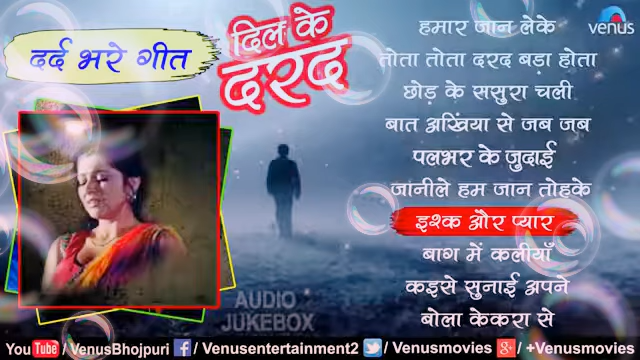 दर्द भरे गीत
दिल के
दरद
venus
हमार जान लेके
तोता तोता दरद बड़ा होता
छोड़ के ससुरा चली
बात अखिंया से जब जब
पलभर के जुदाई
जानीले हम जान तोहके
इश्क और प्यार
बाग में कलीयाँ
कइसे सुनाई अपने
बोला केकरा से
AUDIO
JUKEBOX
You Tube /VenusBhojpuri f/Venusentertainment2 /Venusmovies g+/+Venusmovies